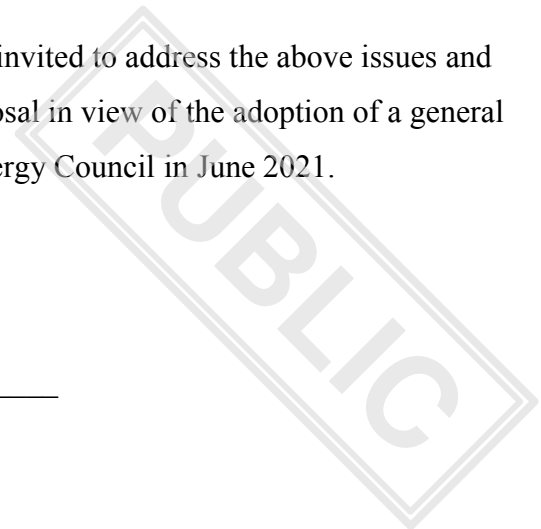 invited to address the above issues and
osal in view of the adoption of a general
ergy Council in June 2021.
PUBLIC